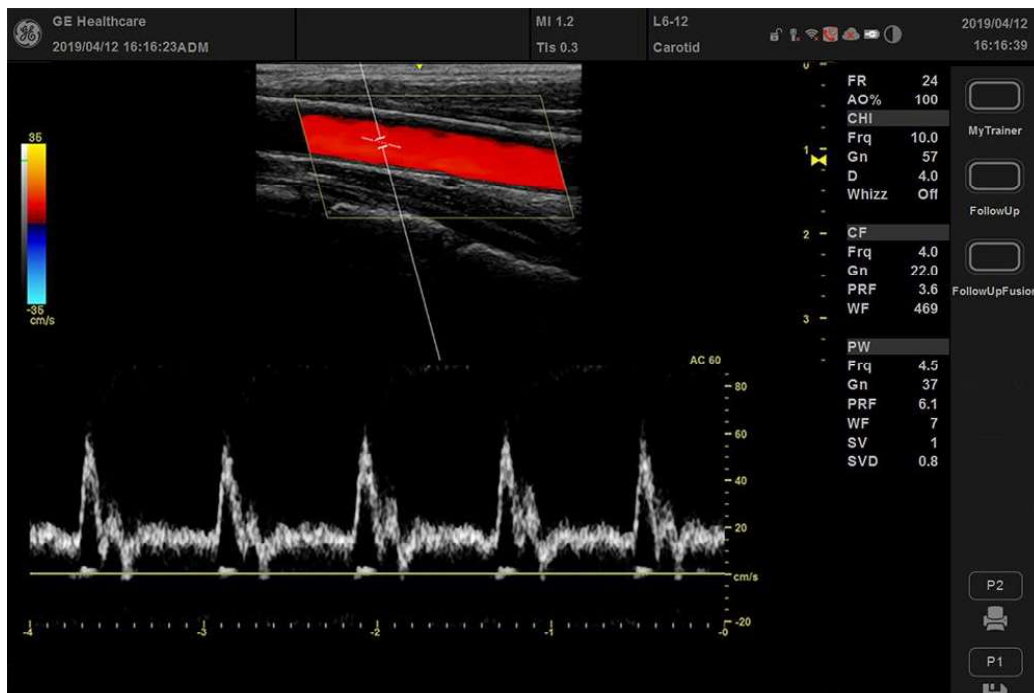 GE Healthcare
2019/04/12 16:16:23ADM
MI 1.2
TIs 0.3
L6-12
Carotid
2019/04/12
16:16:39
35
-35
cm/s
0
1
2
3
FR 24
AO% 100
CHI
Frq 10.0
Gn 57
D 4.0
Whizz Off
CF
Frq 4.0
Gn 22.0
PRF 3.6
WF 469
PW
Frq 4.5
Gn 37
PRF 6.1
WF 7
SV 1
SVD 0.8
MyTrainer
FollowUp
FollowUpFusion
P2
P1
AC 60
80
60
40
20
cm/s
-20
-4
-3
-2
-1
-0